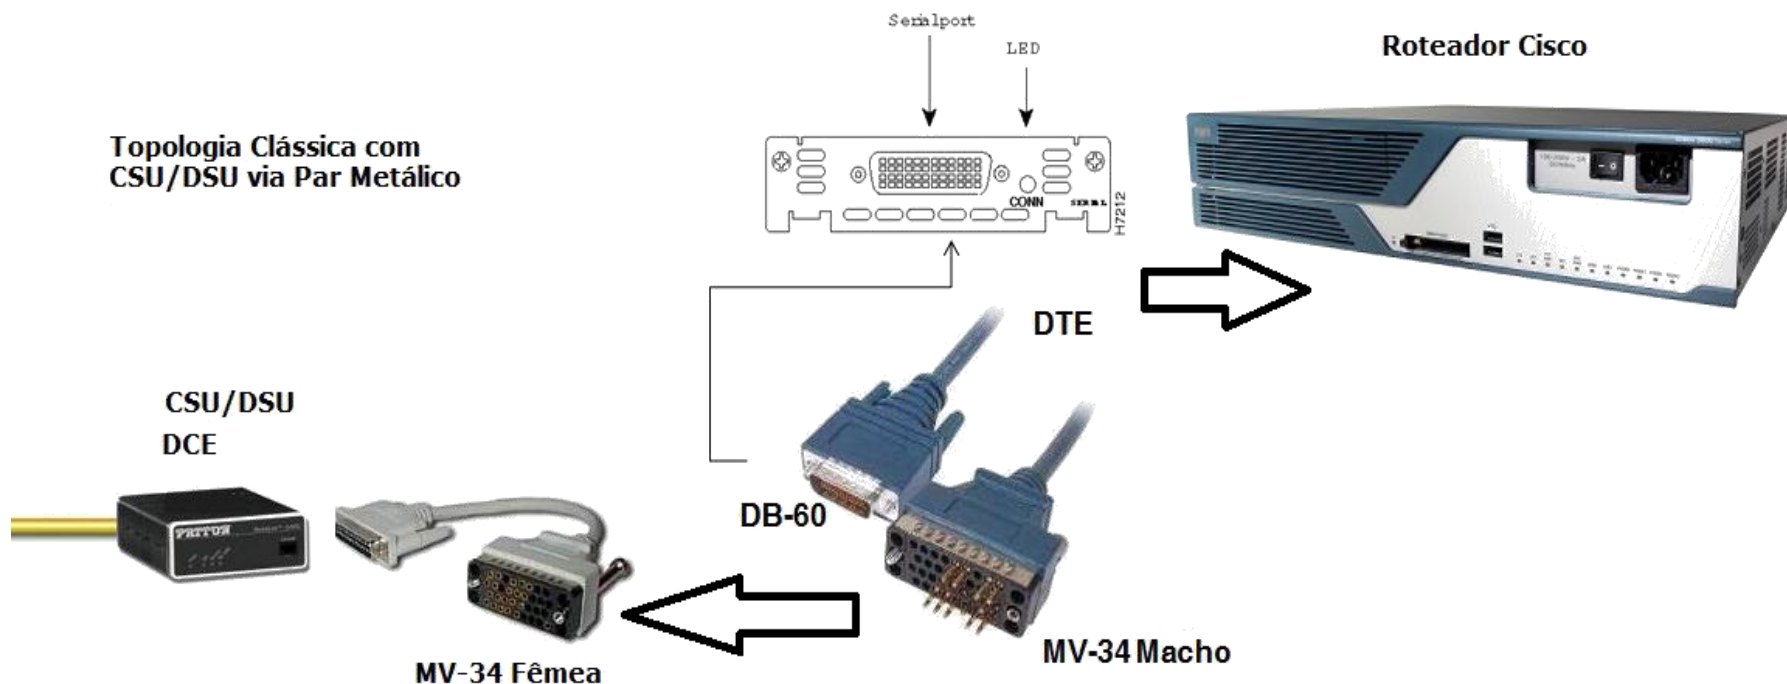 Serialport
LED
Roteador Cisco
Topologia Clássica com
CSU/DSU via Par Metálico
CONN
SERIAL
H7212
DTE
CSU/DSU
DCE
DB-60
PATTON
MV-34 Macho
MV-34 Fêmea